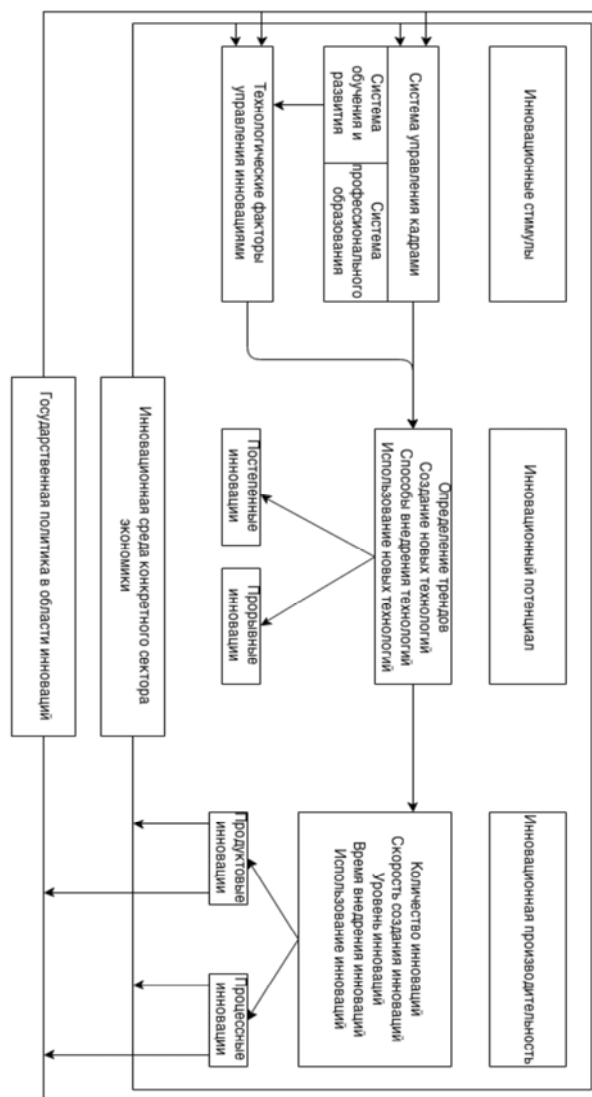 Инновационные стимулы
Инновационный потенциал
Инновационная производительность
Система управления кадрами
Система
обучения и
развития
Система
профессионального
образования
Технологические факторы
управления инновациями
Определение трендов
Создание новых технологий
Способы внедрения технологий
Использование новых технологий
Постепенные
инновации
Прорывные
инновации
Количество инноваций
Скорость создания инноваций
Уровень инноваций
Время внедрения инноваций
Использование инноваций
Продуктовые
инновации
Процессные
инновации
Инновационная среда конкретного сектора
экономики
Государственная политика в области инноваций